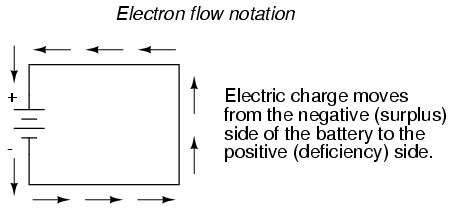 Electron flow notation
+
-
Electric charge moves
from the negative (surplus)
side of the battery to the
positive (deficiency) side.